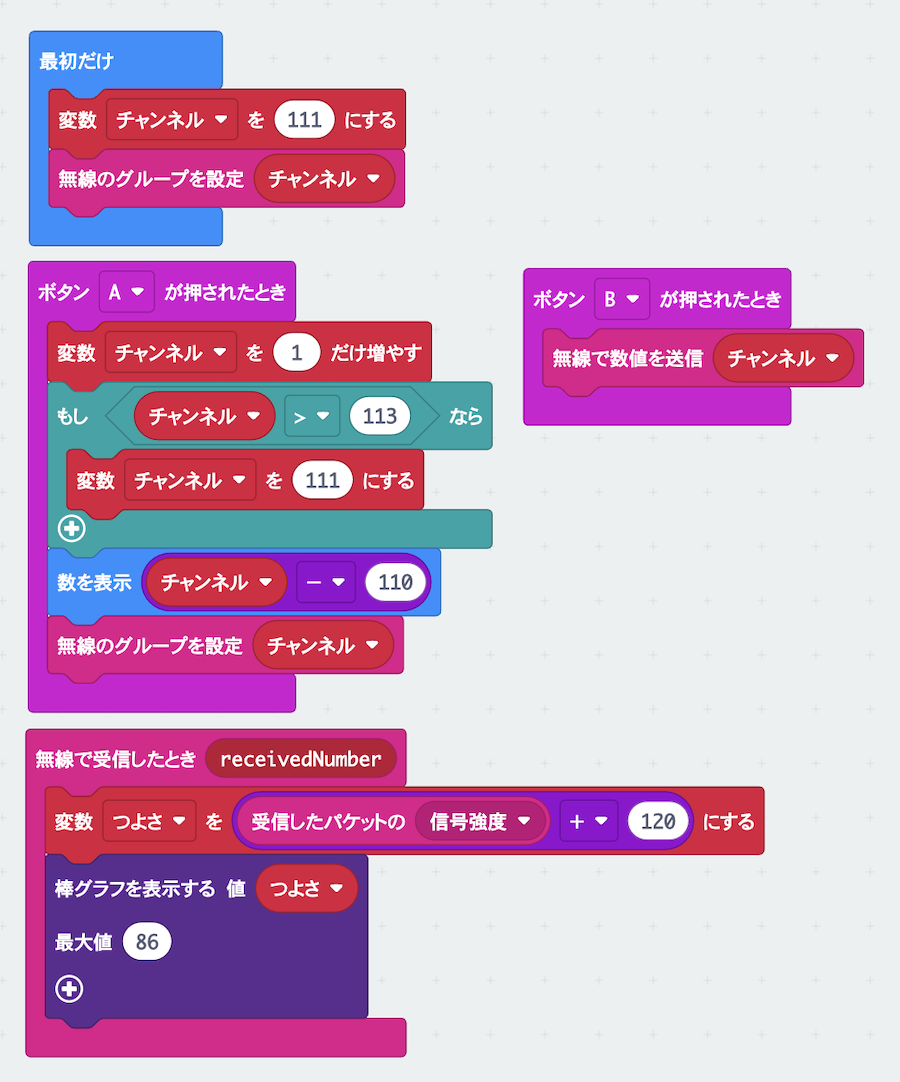 最初だけ
変数 チャンネル を 111 にする
無線のグループを設定 チャンネル
ボタン A が押されたとき
変数 チャンネル を 1 だけ増やす
もし チャンネル > 113 なら
変数 チャンネル を 111 にする
数を表示 チャンネル - 110
無線のグループを設定 チャンネル
ボタン B が押されたとき
無線で数値を送信 チャンネル
無線で受信したとき receivedNumber
変数 つよさ を 受信したパケットの 信号強度 + 120 にする
棒グラフを表示する 値 つよさ
最大値 86